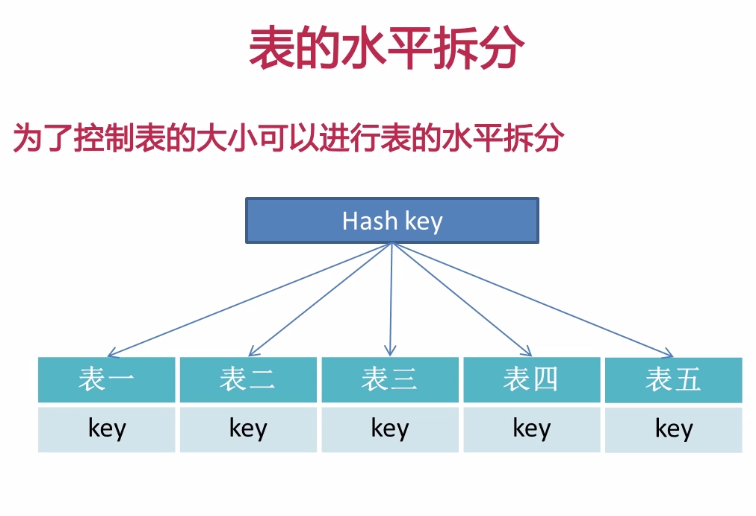 表的水平拆分
为了控制表的大小可以进行表的水平拆分
Hash key
表一 表二 表三 表四 表五
key key key key key